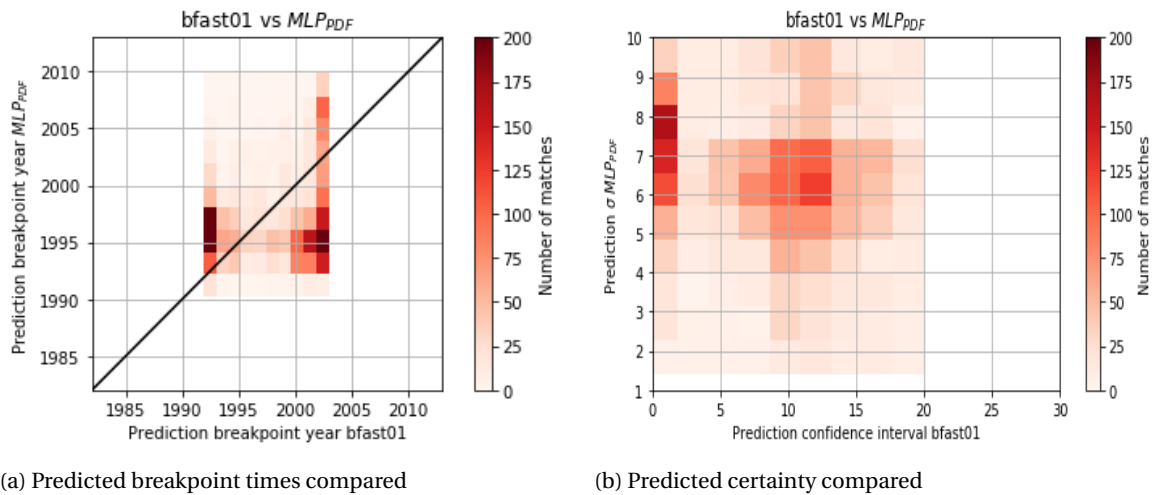 bfast01 vs MLP_PDF
Prediction breakpoint year MLP_PDF
2010
2005
2000
1995
1990
1985
1985 1990 1995 2000 2005 2010
Prediction breakpoint year bfast01
200
175
150
125
100
75
50
25
0
Number of matches
(a) Predicted breakpoint times compared
bfast01 vs MLP_PDF
Prediction σ MLP_PDF
10
9
8
7
6
5
4
3
2
1
0 5 10 15 20 25 30
Prediction confidence interval bfast01
200
175
150
125
100
75
50
25
0
Number of matches
(b) Predicted certainty compared